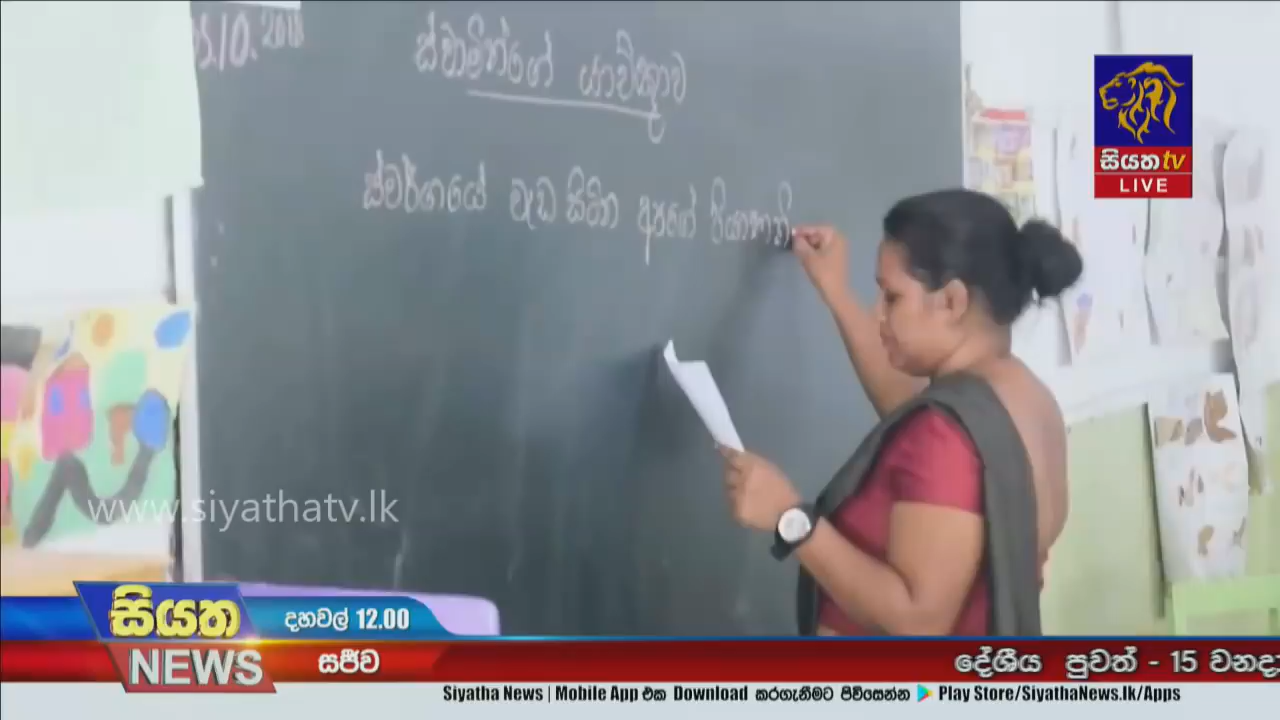 .10.2018
ස්වාමීන්ගේ යාච්ඤාව
ස්වර්ගයේ වැඩ සිටින අපගේ පියාණනි
සියත tv
LIVE
www.siyathatv.lk
සියත
NEWS
දහවල් 12.00
සජීව
දේශීය පුවත් - 15 වනදා
Siyatha News | Mobile App එක Download කරගැනීමට පිවිසෙන්න Play Store/SiyathaNews.lk/Apps